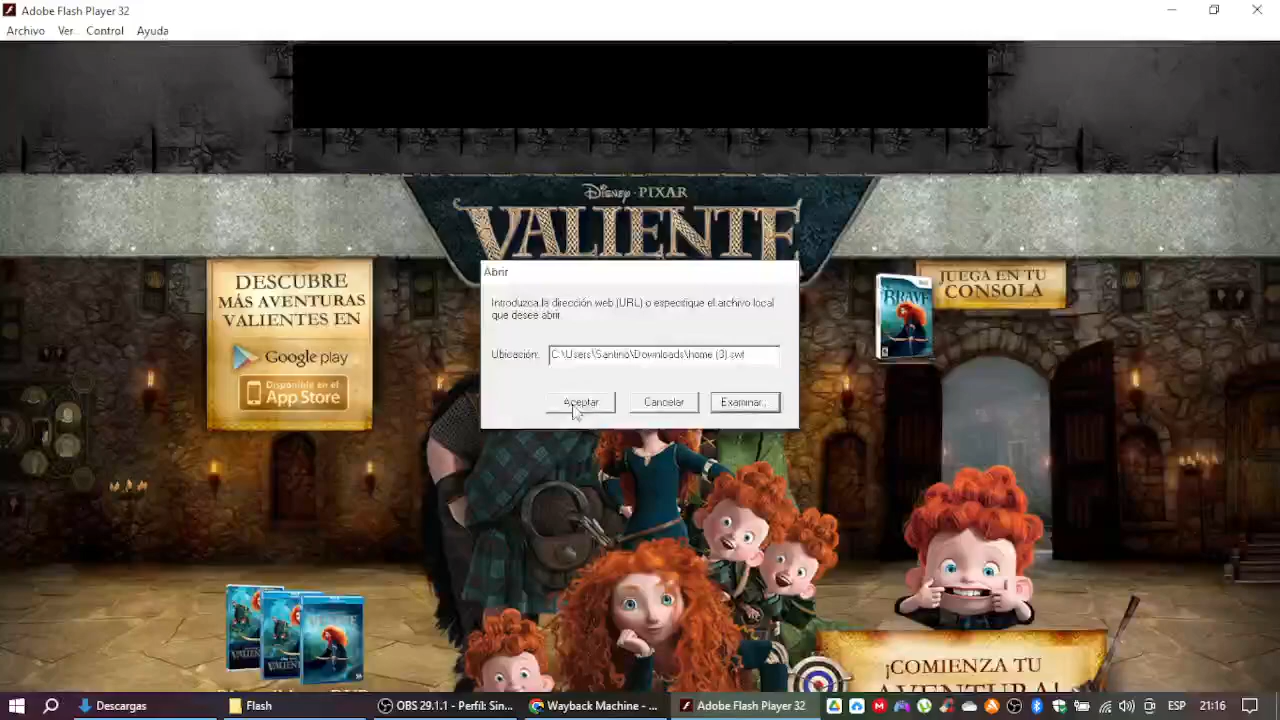 Adobe Flash Player 32
Archivo Ver Control Ayuda
Disney · PIXAR
VALIENTE
DESCUBRE
MÁS AVENTURAS
VALIENTES EN
Google play
Disponible en el
App Store
JUEGA EN TU
CONSOLA
BRAVE
Abrir
Introduzca la dirección web (URL) o especifique el archivo local
que desee abrir.
Ubicación: C:\Users\Santino\Downloads\home (3).swf
Aceptar Cancelar Examinar...
VALIENTE
¡COMIENZA TU
AVENTURA!
Descargas Flash OBS 29.1.1 - Perfil: Sin... Wayback Machine - ... Adobe Flash Player 32 ESP 21:16